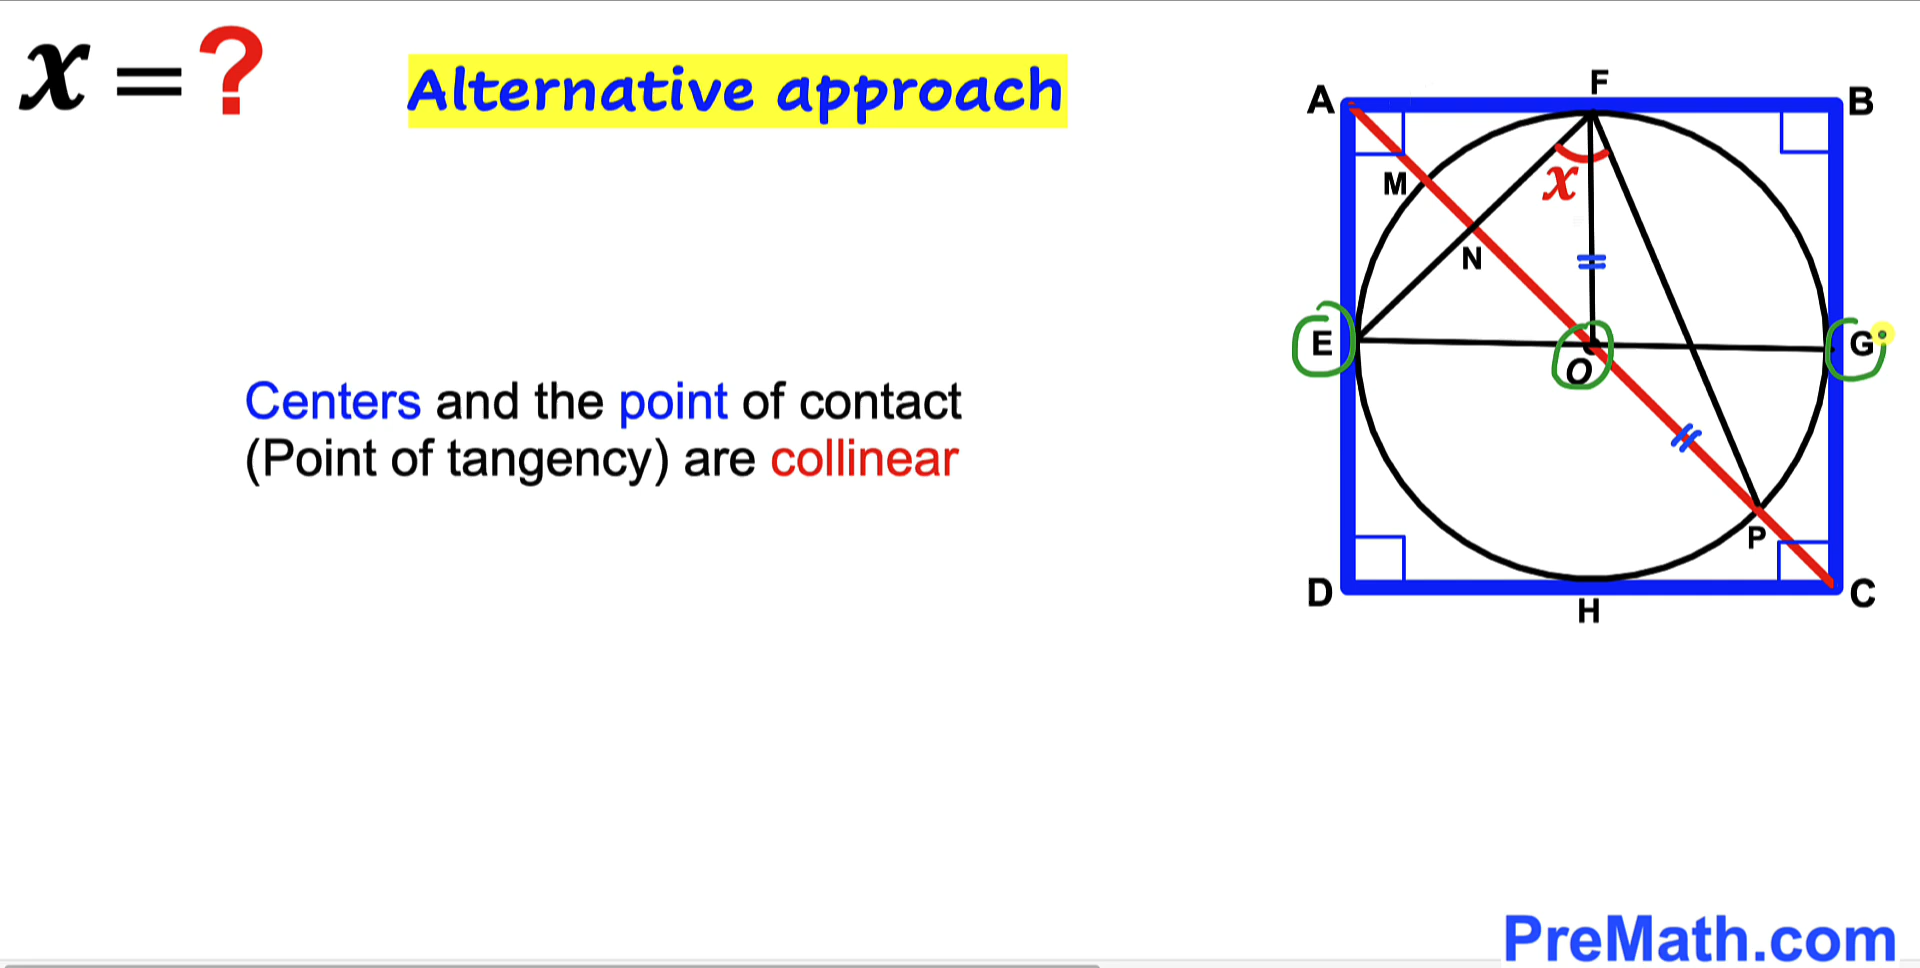 x = ?
Alternative approach
F
A
B
M
x
N
E
O
G
Centers and the point of contact
(Point of tangency) are collinear
P
D
C
H
PreMath.com